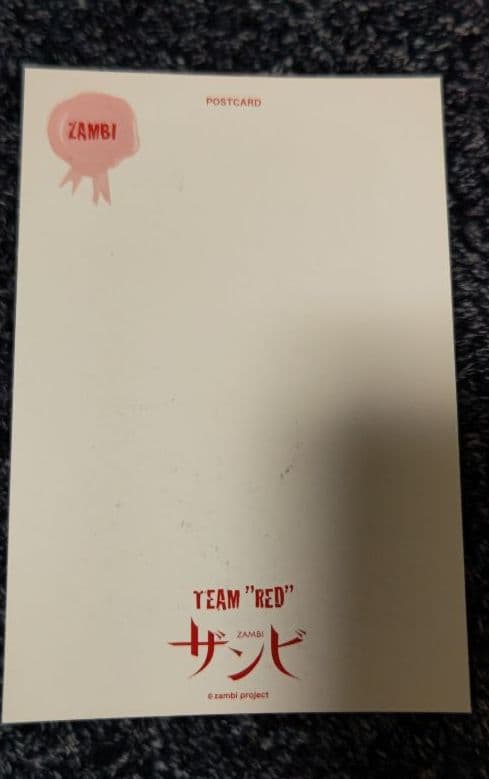 POSTCARD
ZAMBI
TEAM "RED"
ZAMBI
ザンビ
© zambi project